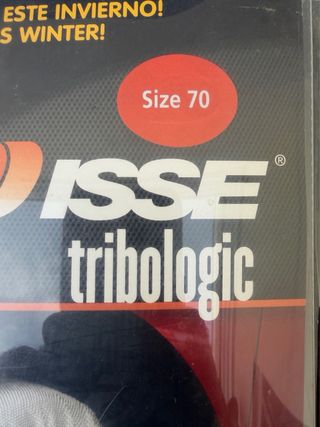 ESTE INVIERNO!
S WINTER!
Size 70
ISSE®
tribologic